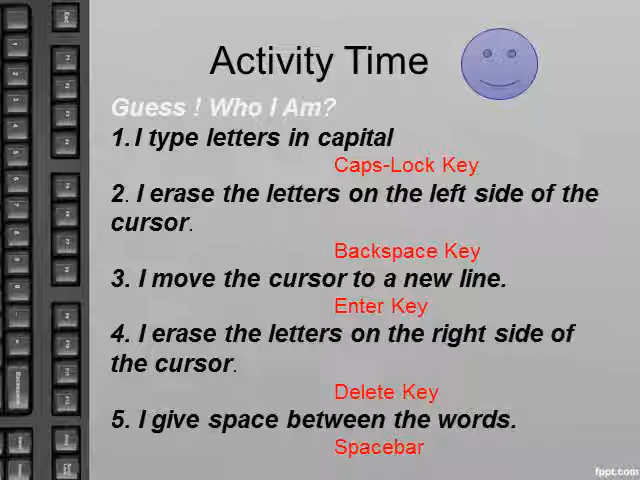 Activity Time
Guess ! Who I Am?
1. I type letters in capital
Caps-Lock Key
2. I erase the letters on the left side of the
cursor.
Backspace Key
3. I move the cursor to a new line.
Enter Key
4. I erase the letters on the right side of
the cursor.
Delete Key
5. I give space between the words.
Spacebar
fppt.com